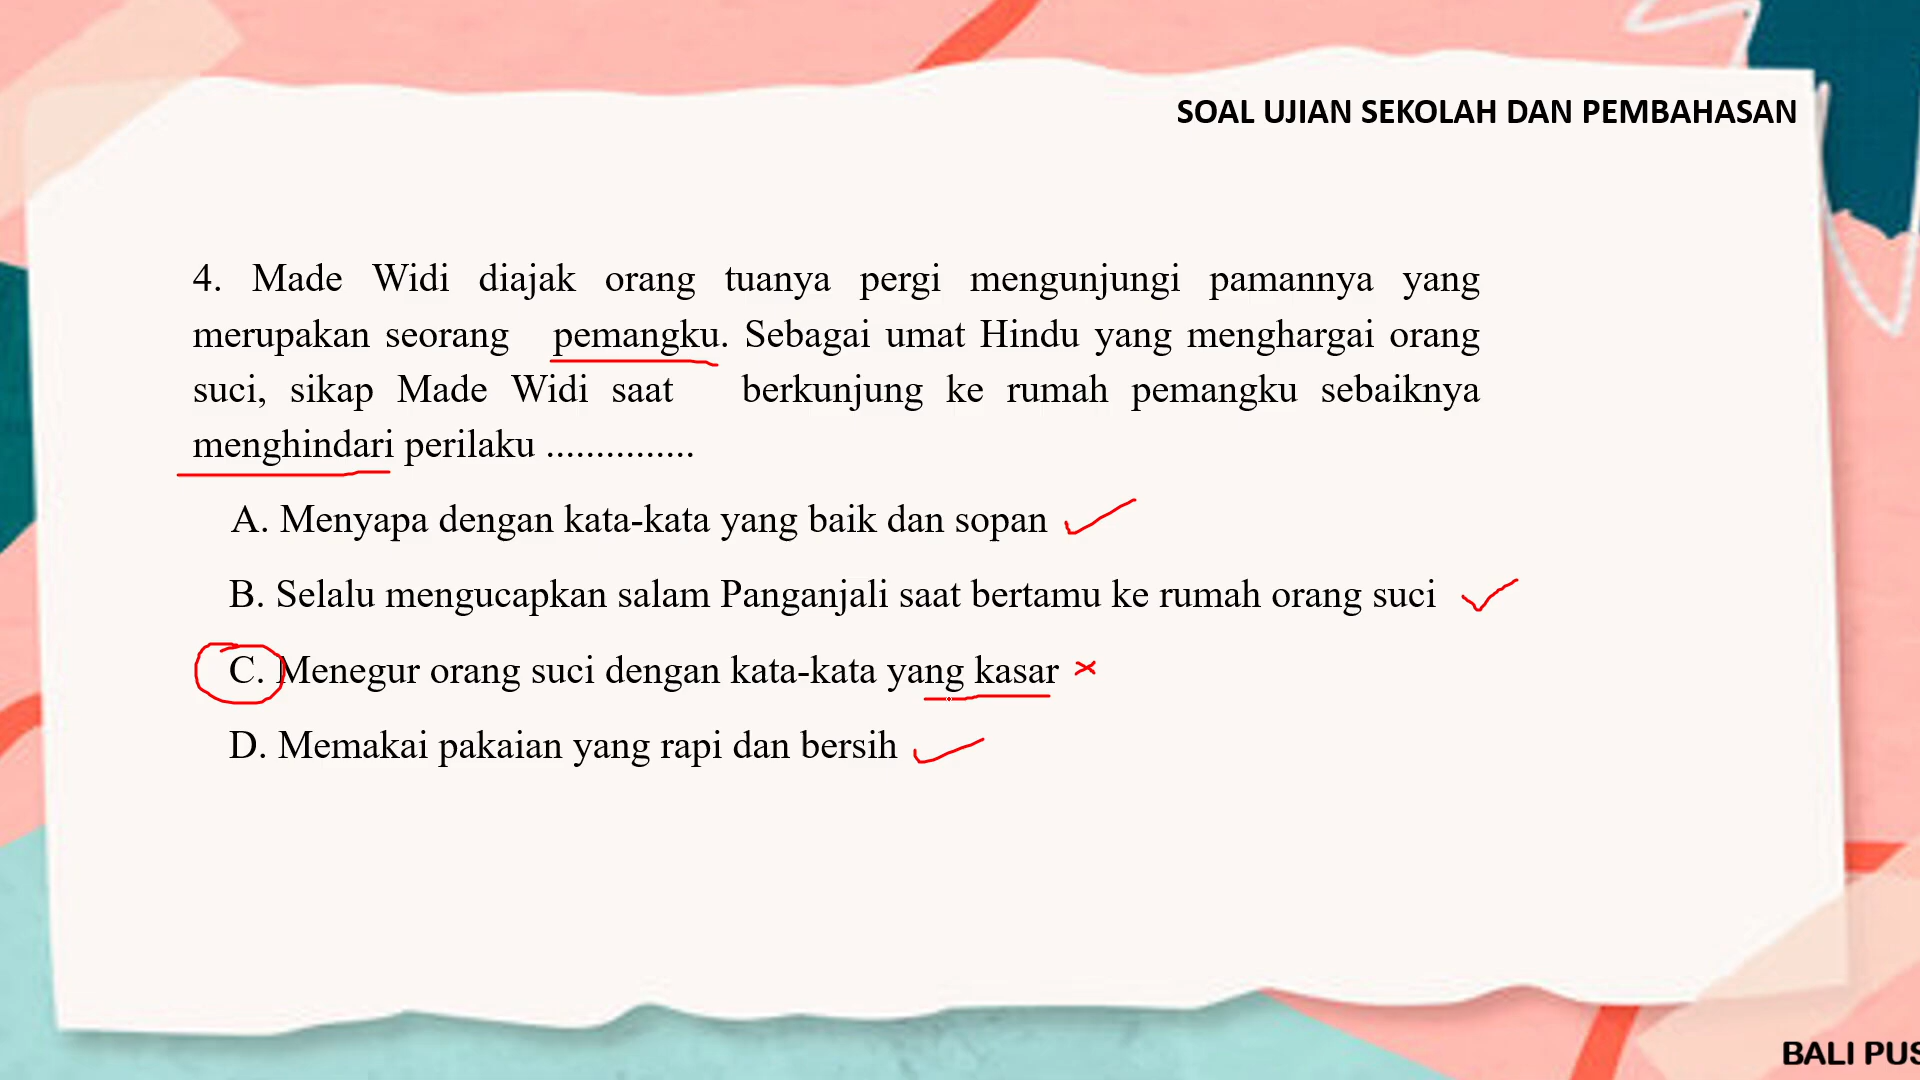 SOAL UJIAN SEKOLAH DAN PEMBAHASAN
4. Made Widi diajak orang tuanya pergi mengunjungi pamannya yang
merupakan seorang pemangku. Sebagai umat Hindu yang menghargai orang
suci, sikap Made Widi saat berkunjung ke rumah pemangku sebaiknya
menghindari perilaku ...............
A. Menyapa dengan kata-kata yang baik dan sopan
B. Selalu mengucapkan salam Panganjali saat bertamu ke rumah orang suci
C. Menegur orang suci dengan kata-kata yang kasar
D. Memakai pakaian yang rapi dan bersih
BALI PUS